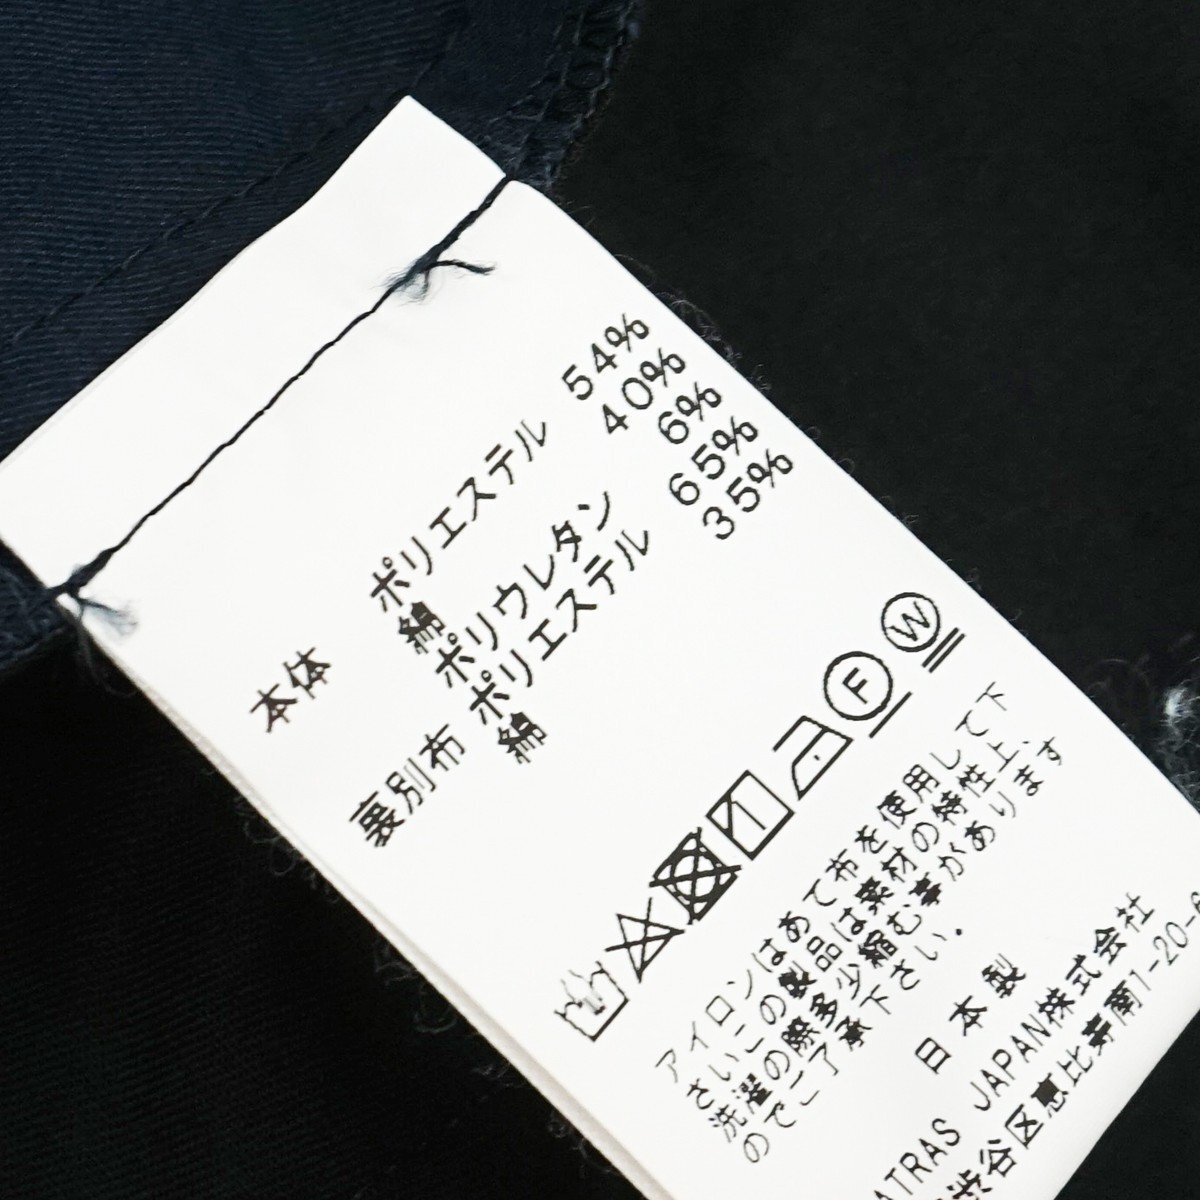 本体 ポリエステル 54%
綿 40%
ポリウレタン 6%
裏別布 ポリエステル 65%
綿 35%
F
W
アイロンはあて布を使用して下
さいこの製品は素材の特性上、
洗濯の際多少縮む事があります
のでご了承下さい.
日本製
ATRAS JAPAN株式会社
渋谷区恵比寿南1-20-6